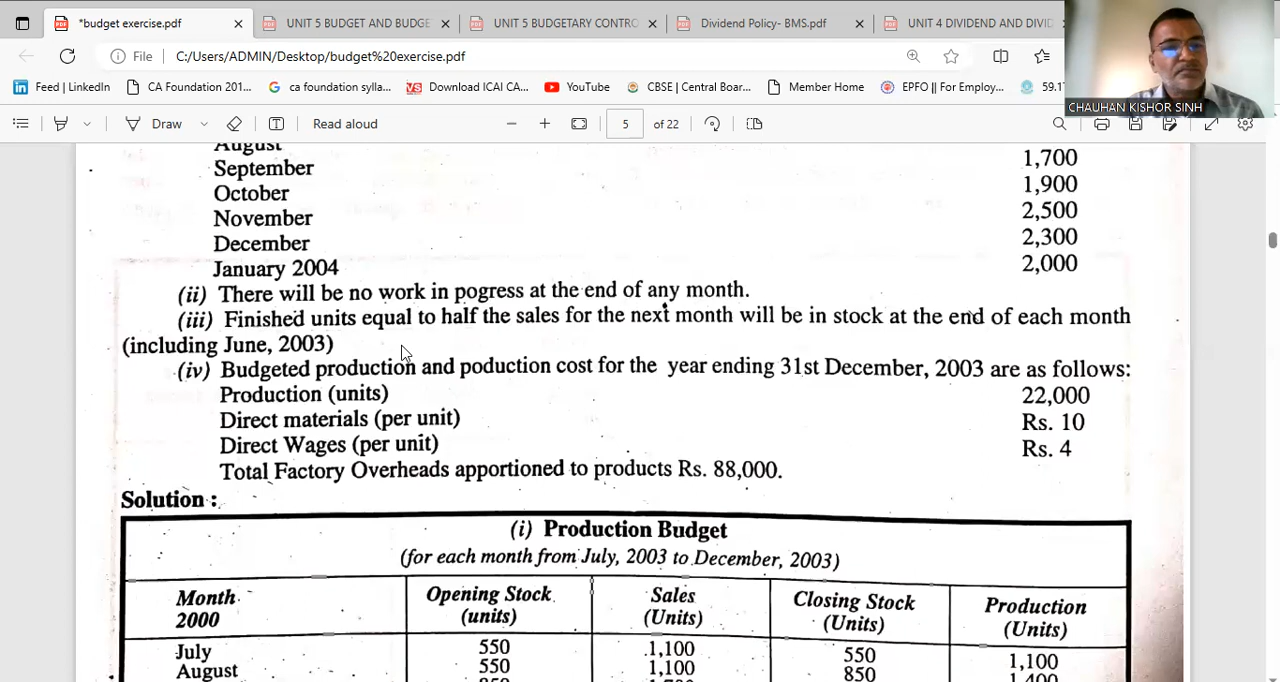 *budget exercise.pdf
UNIT 5 BUDGET AND BUDGE
UNIT 5 BUDGETARY CONTRO
Dividend Policy- BMS.pdf
UNIT 4 DIVIDEND AND DIVID
File C:/Users/ADMIN/Desktop/budget%20exercise.pdf
Feed | LinkedIn
CA Foundation 201...
ca foundation sylla...
Download ICAI CA...
YouTube
CBSE | Central Boar...
Member Home
EPFO || For Employ...
59.1
CHAUHAN KISHOR SINH
Draw
Read aloud
5 of 22
August 1,700
September 1,900
October 2,500
November 2,300
December 2,000
January 2004
(ii) There will be no work in pogress at the end of any month.
(iii) Finished units equal to half the sales for the next month will be in stock at the end of each month
(including June, 2003)
(iv) Budgeted production and poduction cost for the year ending 31st December, 2003 are as follows:
Production (units) 22,000
Direct materials (per unit) Rs. 10
Direct Wages (per unit) Rs. 4
Total Factory Overheads apportioned to products Rs. 88,000.
Solution :
(i) Production Budget
(for each month from July, 2003 to December, 2003)
Month 2000 Opening Stock (units) Sales (Units) Closing Stock (Units) Production (Units)
July 550 1,100 550 1,100
August 550 1,100 850 1,400